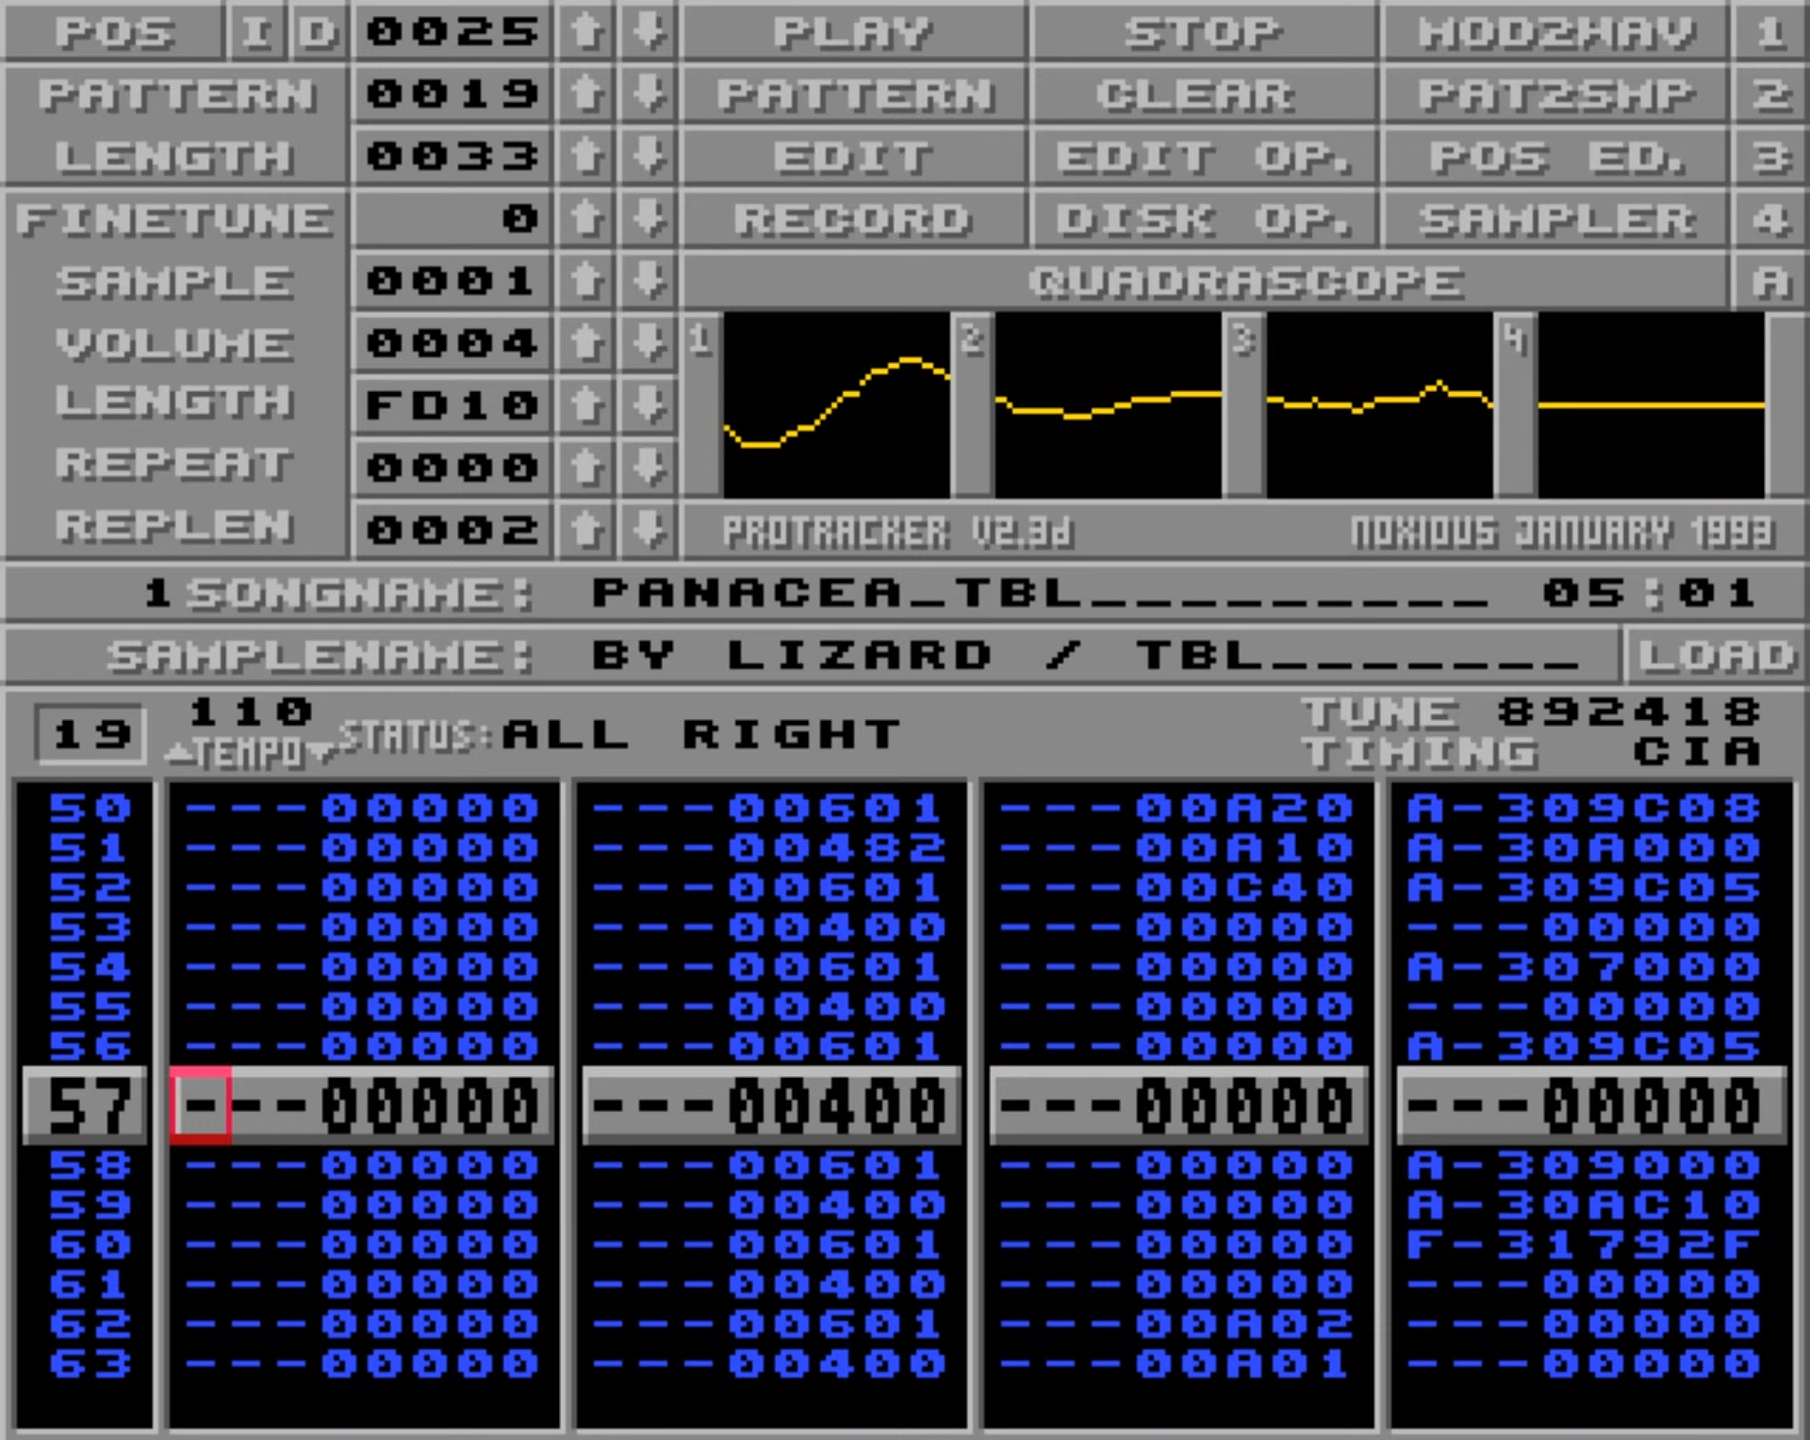 POS I D 0025 PLAY STOP MOD2WAV 1
PATTERN 0019 PATTERN CLEAR PAT2SMP 2
LENGTH 0033 EDIT EDIT OP. POS ED. 3
FINETUNE 0 RECORD DISK OP. SAMPLER 4
SAMPLE 0001 QUADRASCOPE A
VOLUME 0004 1 2 3 4
LENGTH FD10
REPEAT 0000
REPLEN 0002 PROTRACKER V2.3d NOXIOUS JANUARY 1993
1 SONGNAME: PANACEA_TBL_________ 05:01
SAMPLENAME: BY LIZARD / TBL_______ LOAD
19 110 TEMPO STATUS: ALL RIGHT TUNE 892418
TIMING CIA
50 ---00000 ---00601 ---00A20 A-309C08
51 ---00000 ---00482 ---00A10 A-30A000
52 ---00000 ---00601 ---00C40 A-309C05
53 ---00000 ---00400 ---00000 ---00000
54 ---00000 ---00601 ---00000 A-307000
55 ---00000 ---00400 ---00000 ---00000
56 ---00000 ---00601 ---00000 A-309C05
57 ---00000 ---00400 ---00000 ---00000
58 ---00000 ---00601 ---00000 A-309000
59 ---00000 ---00400 ---00000 A-30AC10
60 ---00000 ---00601 ---00000 F-31792F
61 ---00000 ---00400 ---00000 ---00000
62 ---00000 ---00601 ---00A02 ---00000
63 ---00000 ---00400 ---00A01 ---00000